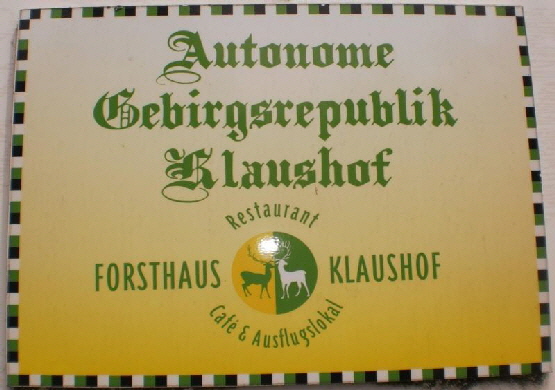 Autonome
Gebirgsrepublik
Klaushof
Restaurant
FORSTHAUS KLAUSHOF
Café & Ausflugslokal